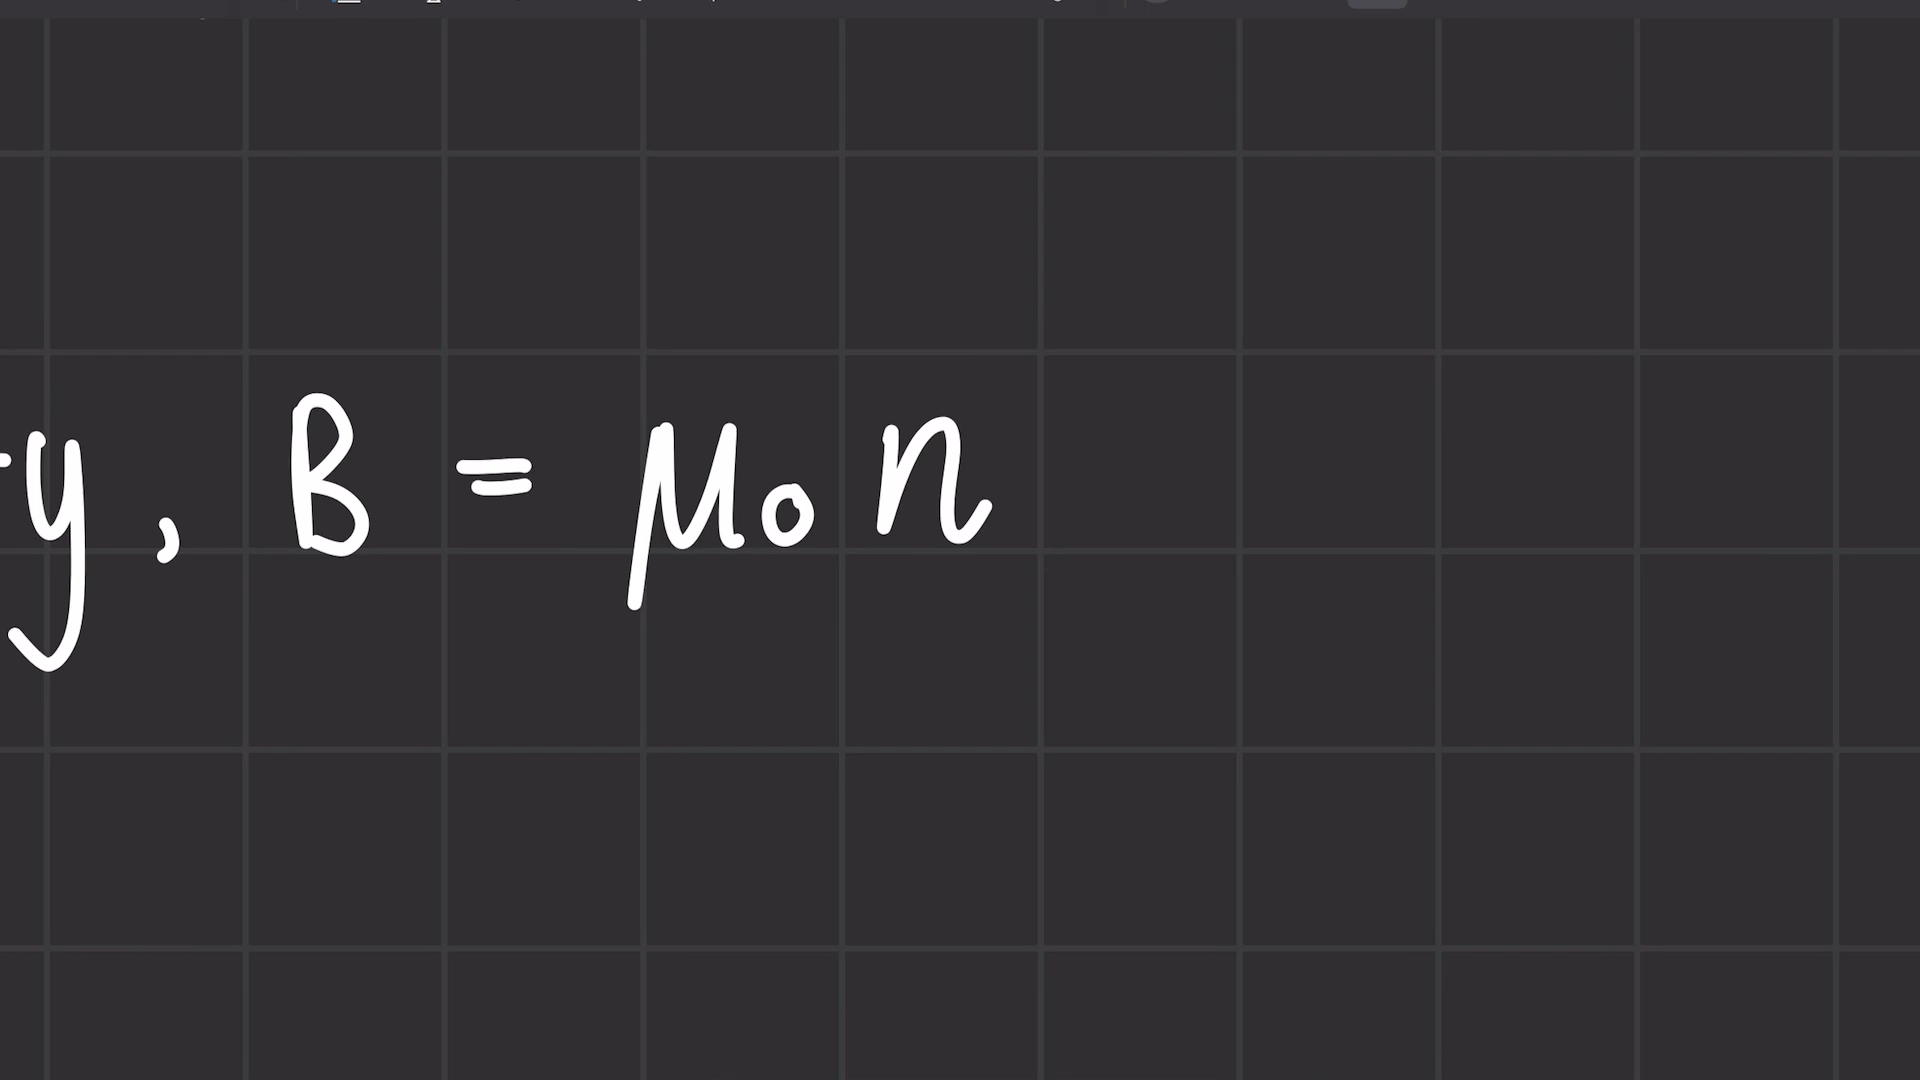 y, B = μ₀ n